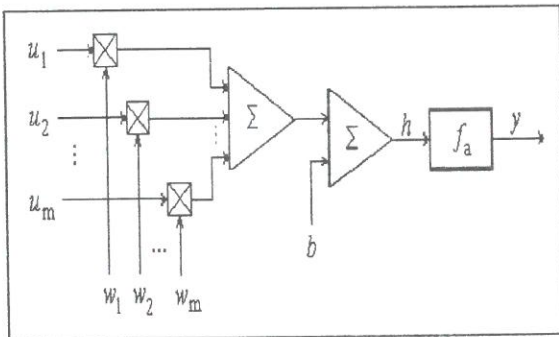 u₁
u₂
⋮
uₘ
Σ
⋮
Σ
h
fₐ
y
...
b
w₁ w₂ wₘ